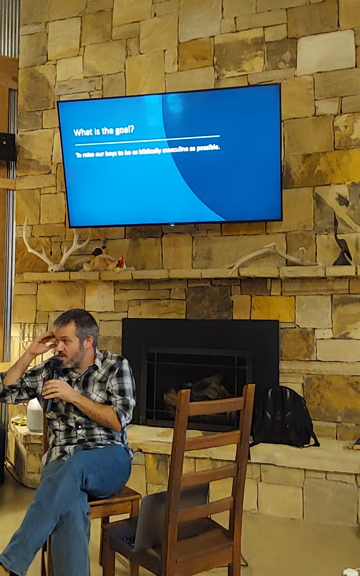 What is the goal?
To raise our boys to be as biblically masculine as possible.